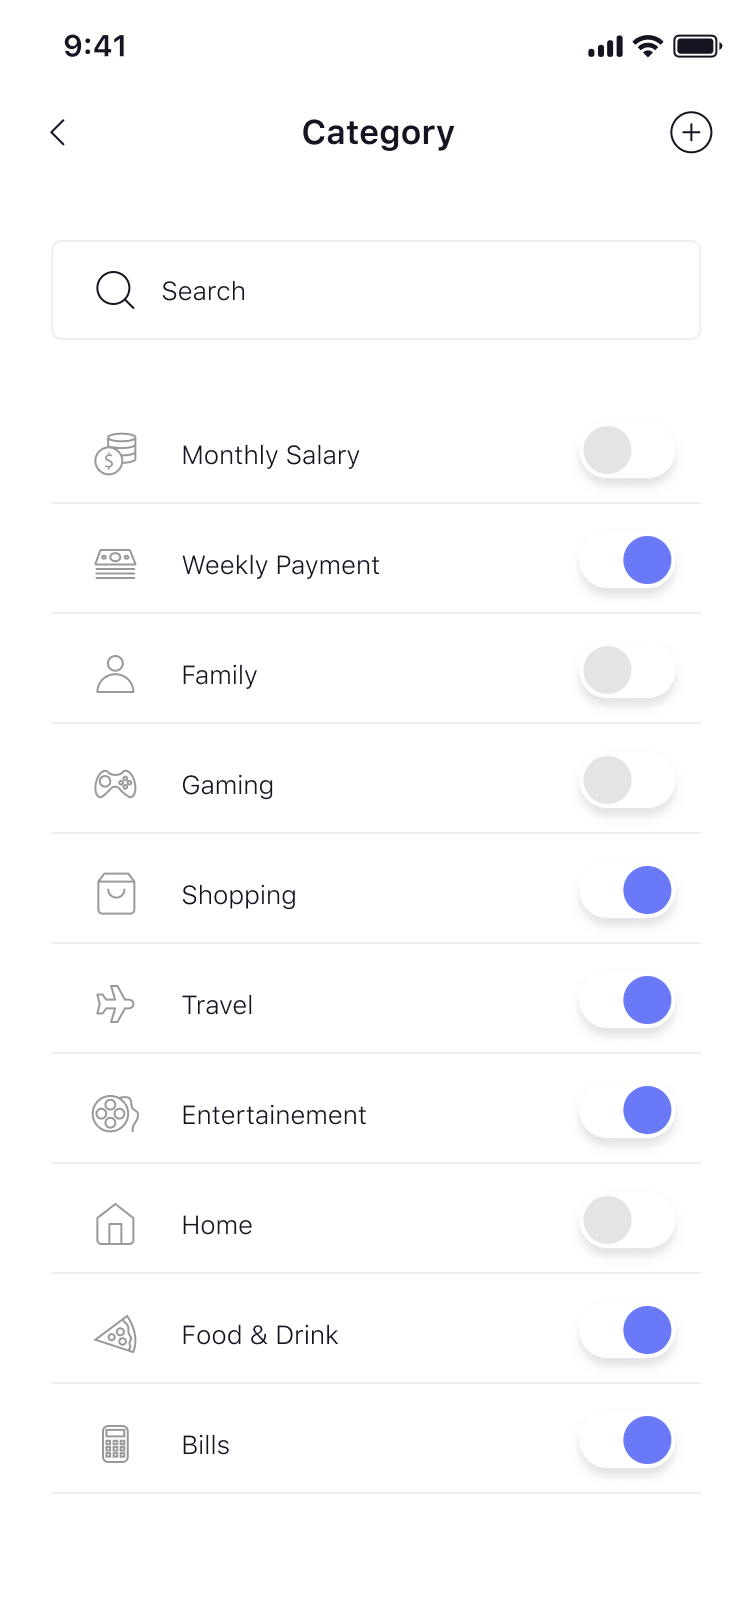 9:41
Category
Search
$
Monthly Salary
Weekly Payment
Family
Gaming
Shopping
Travel
Entertainement
Home
Food & Drink
Bills